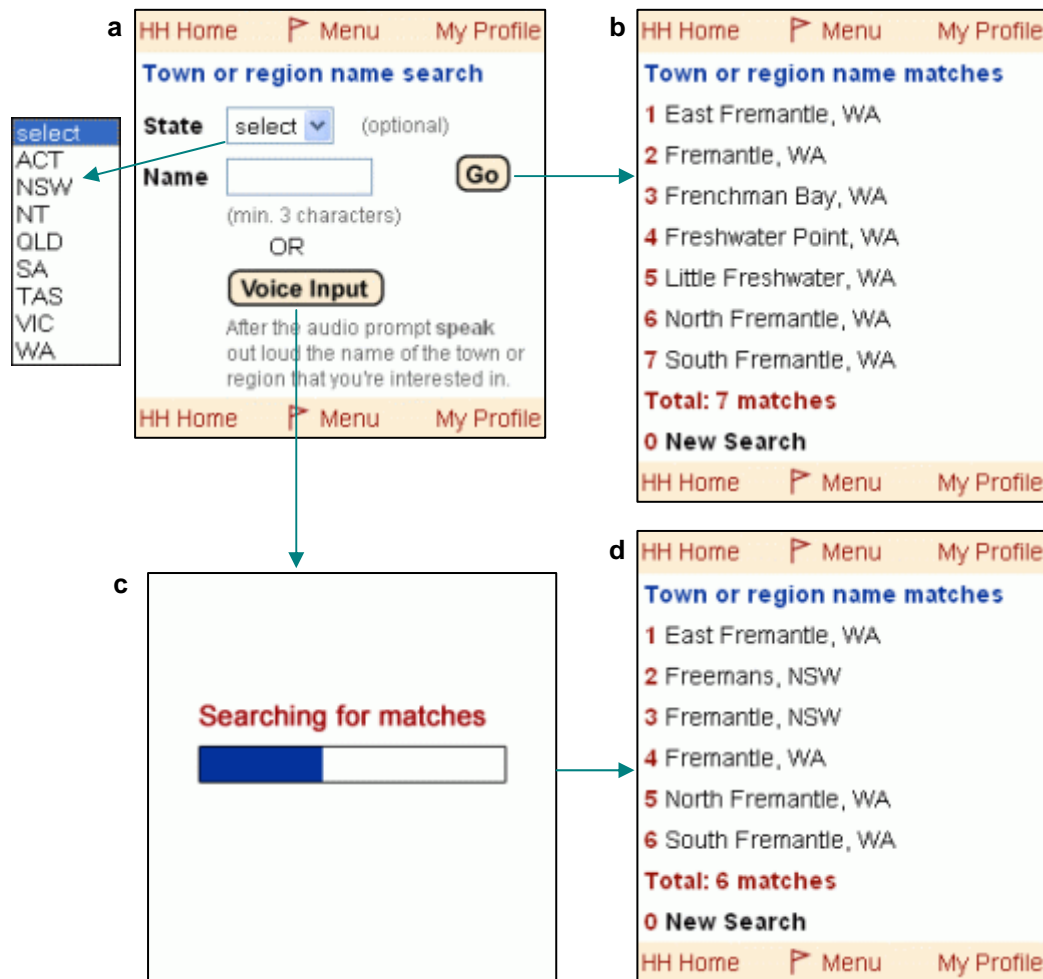 a
HH Home Menu My Profile
Town or region name search
State select (optional)
Name Go
(min. 3 characters)
OR
Voice Input
After the audio prompt speak
out loud the name of the town or
region that you're interested in.
HH Home Menu My Profile
select
ACT
NSW
NT
QLD
SA
TAS
VIC
WA
b
HH Home Menu My Profile
Town or region name matches
1 East Fremantle, WA
2 Fremantle, WA
3 Frenchman Bay, WA
4 Freshwater Point, WA
5 Little Freshwater, WA
6 North Fremantle, WA
7 South Fremantle, WA
Total: 7 matches
0 New Search
HH Home Menu My Profile
c
Searching for matches
d
HH Home Menu My Profile
Town or region name matches
1 East Fremantle, WA
2 Freemans, NSW
3 Fremantle, NSW
4 Fremantle, WA
5 North Fremantle, WA
6 South Fremantle, WA
Total: 6 matches
0 New Search
HH Home Menu My Profile